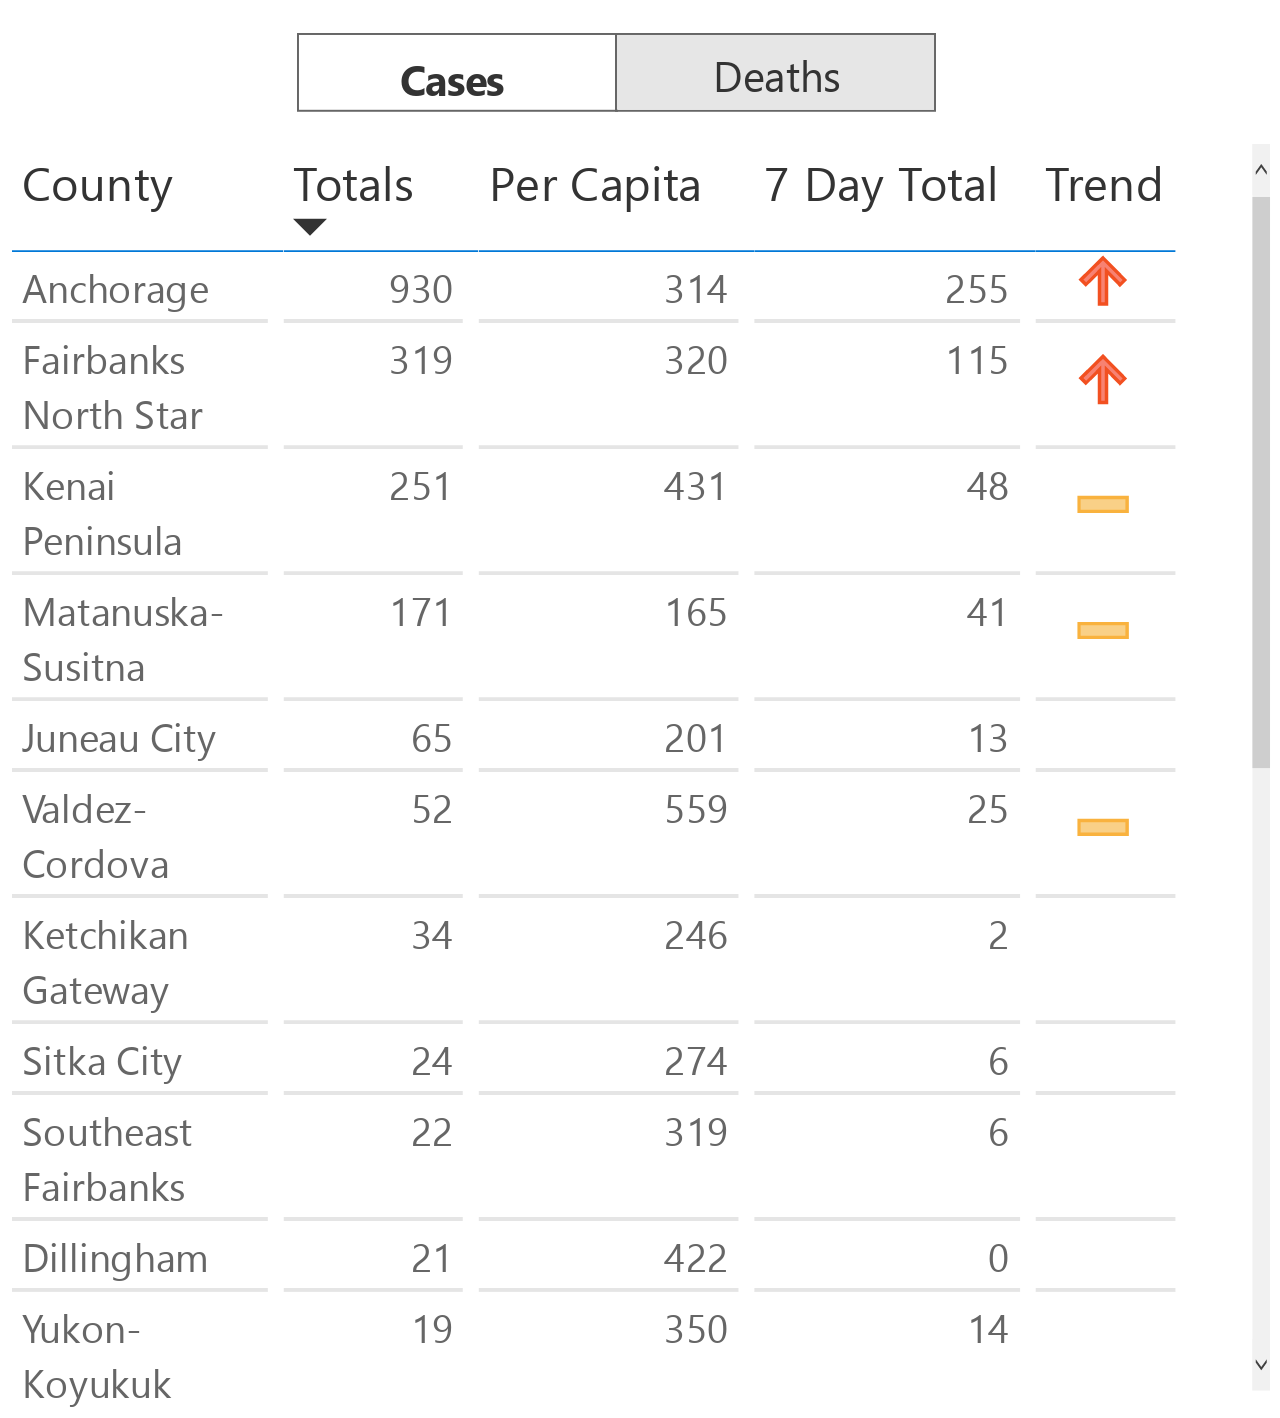 Cases Deaths
County Totals Per Capita 7 Day Total Trend
Anchorage 930 314 255
Fairbanks 319 320 115
North Star
Kenai 251 431 48
Peninsula
Matanuska- 171 165 41
Susitna
Juneau City 65 201 13
Valdez- 52 559 25
Cordova
Ketchikan 34 246 2
Gateway
Sitka City 24 274 6
Southeast 22 319 6
Fairbanks
Dillingham 21 422 0
Yukon- 19 350 14
Koyukuk